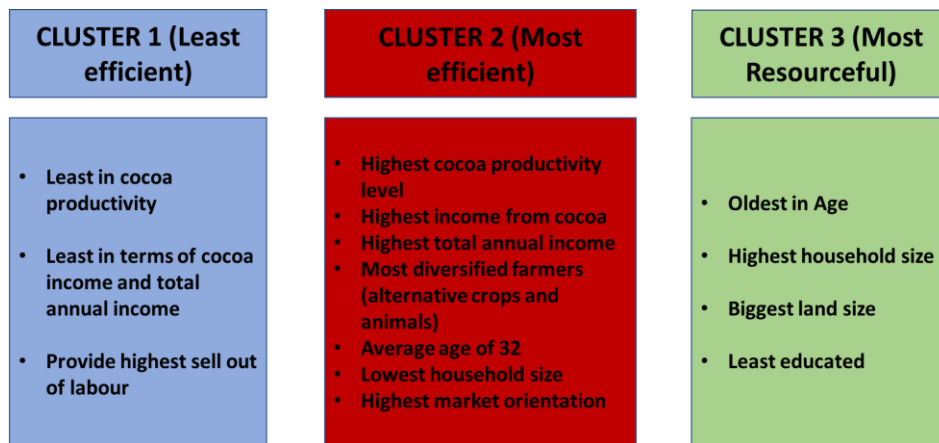 CLUSTER 1 (Least
efficient)
• Least in cocoa
productivity
• Least in terms of cocoa
income and total
annual income
• Provide highest sell out
of labour
CLUSTER 2 (Most
efficient)
• Highest cocoa productivity
level
• Highest income from cocoa
• Highest total annual income
• Most diversified farmers
(alternative crops and
animals)
• Average age of 32
• Lowest household size
• Highest market orientation
CLUSTER 3 (Most
Resourceful)
• Oldest in Age
• Highest household size
• Biggest land size
• Least educated